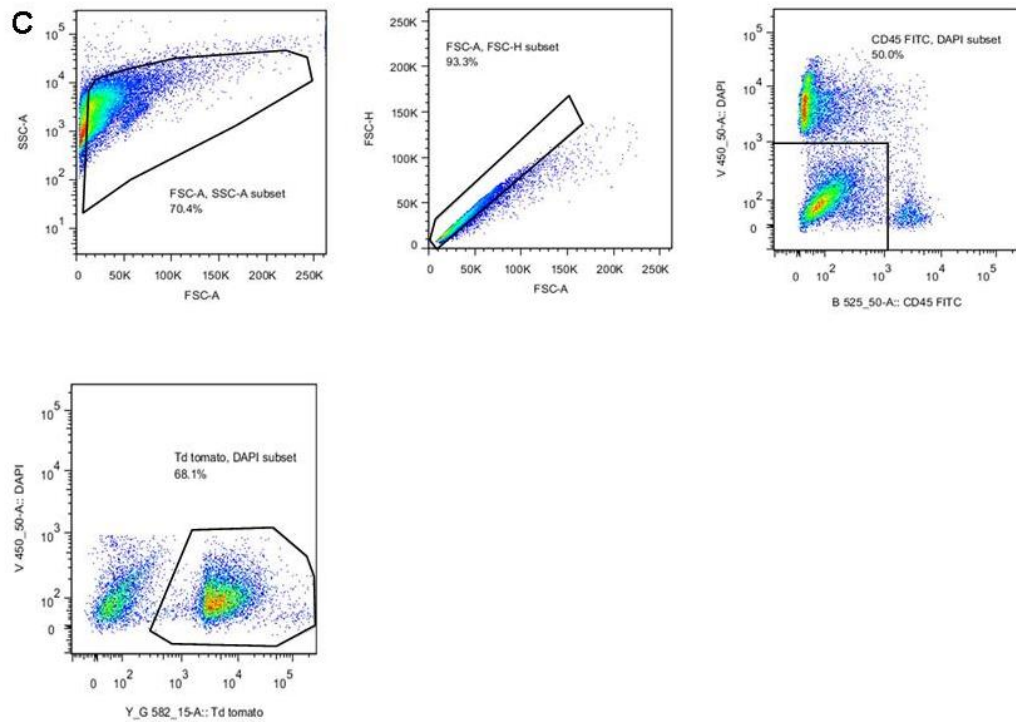 C
SSC-A
10^5
10^4
10^3
10^2
10^1
FSC-A, SSC-A subset
70.4%
0 50K 100K 150K 200K 250K
FSC-A
FSC-H
250K
200K
150K
100K
50K
0
FSC-A, FSC-H subset
93.3%
0 50K 100K 150K 200K 250K
FSC-A
V 450_50-A:: DAPI
10^5
10^4
10^3
10^2
0
CD45 FITC, DAPI subset
50.0%
0 10^2 10^3 10^4 10^5
B 525_50-A:: CD45 FITC
V 450_50-A:: DAPI
10^5
10^4
10^3
10^2
0
Td tomato, DAPI subset
68.1%
0 10^2 10^3 10^4 10^5
Y_G 582_15-A:: Td tomato